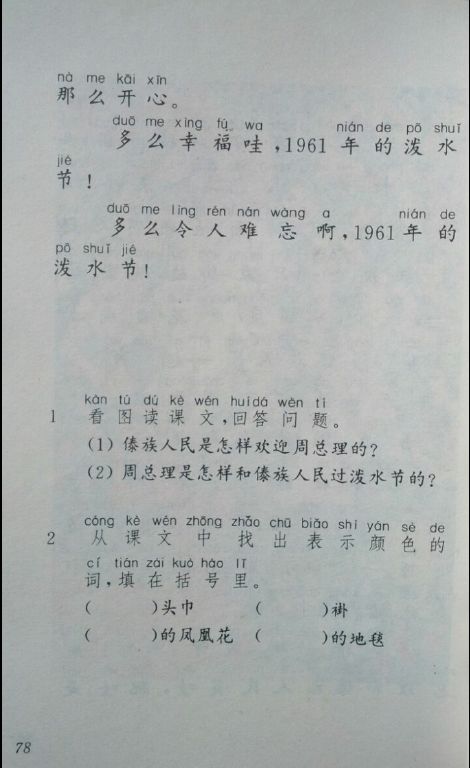 nà me kāi xīn
那么开心。
duō me xìng fú wa nián de pō shuǐ
多么幸福哇,1961年的泼水
jié
节!
duō me lìng rén nán wàng a nián de
多么令人难忘啊,1961年的
pō shuǐ jié
泼水节!
kàn tú dú kè wén huí dá wèn tí
1 看图读课文,回答问题。
(1) 傣族人民是怎样欢迎周总理的?
(2) 周总理是怎样和傣族人民过泼水节的?
cóng kè wén zhōng zhǎo chū biǎo shì yán sè de
2 从课文中找出表示颜色的
cí tián zài kuò hào lǐ
词,填在括号里。
( )头巾 ( )褂
( )的凤凰花 ( )的地毯
78